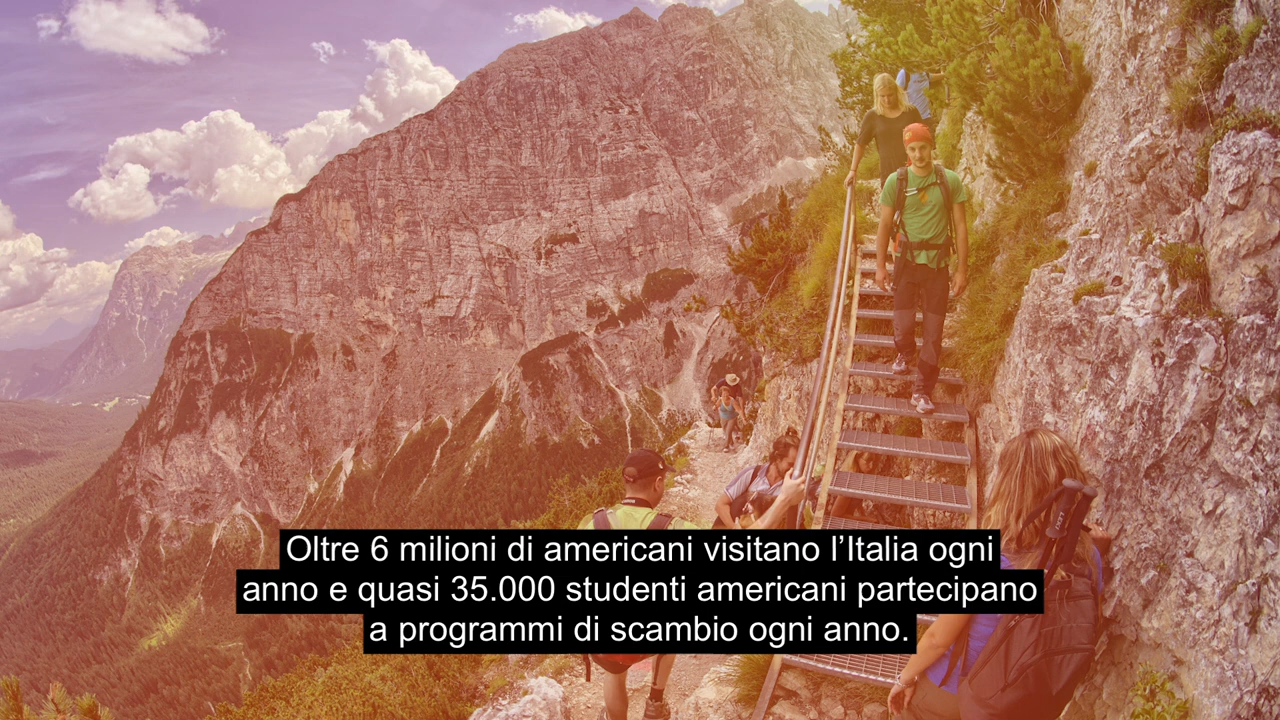 Oltre 6 milioni di americani visitano l’Italia ogni
anno e quasi 35.000 studenti americani partecipano
a programmi di scambio ogni anno.